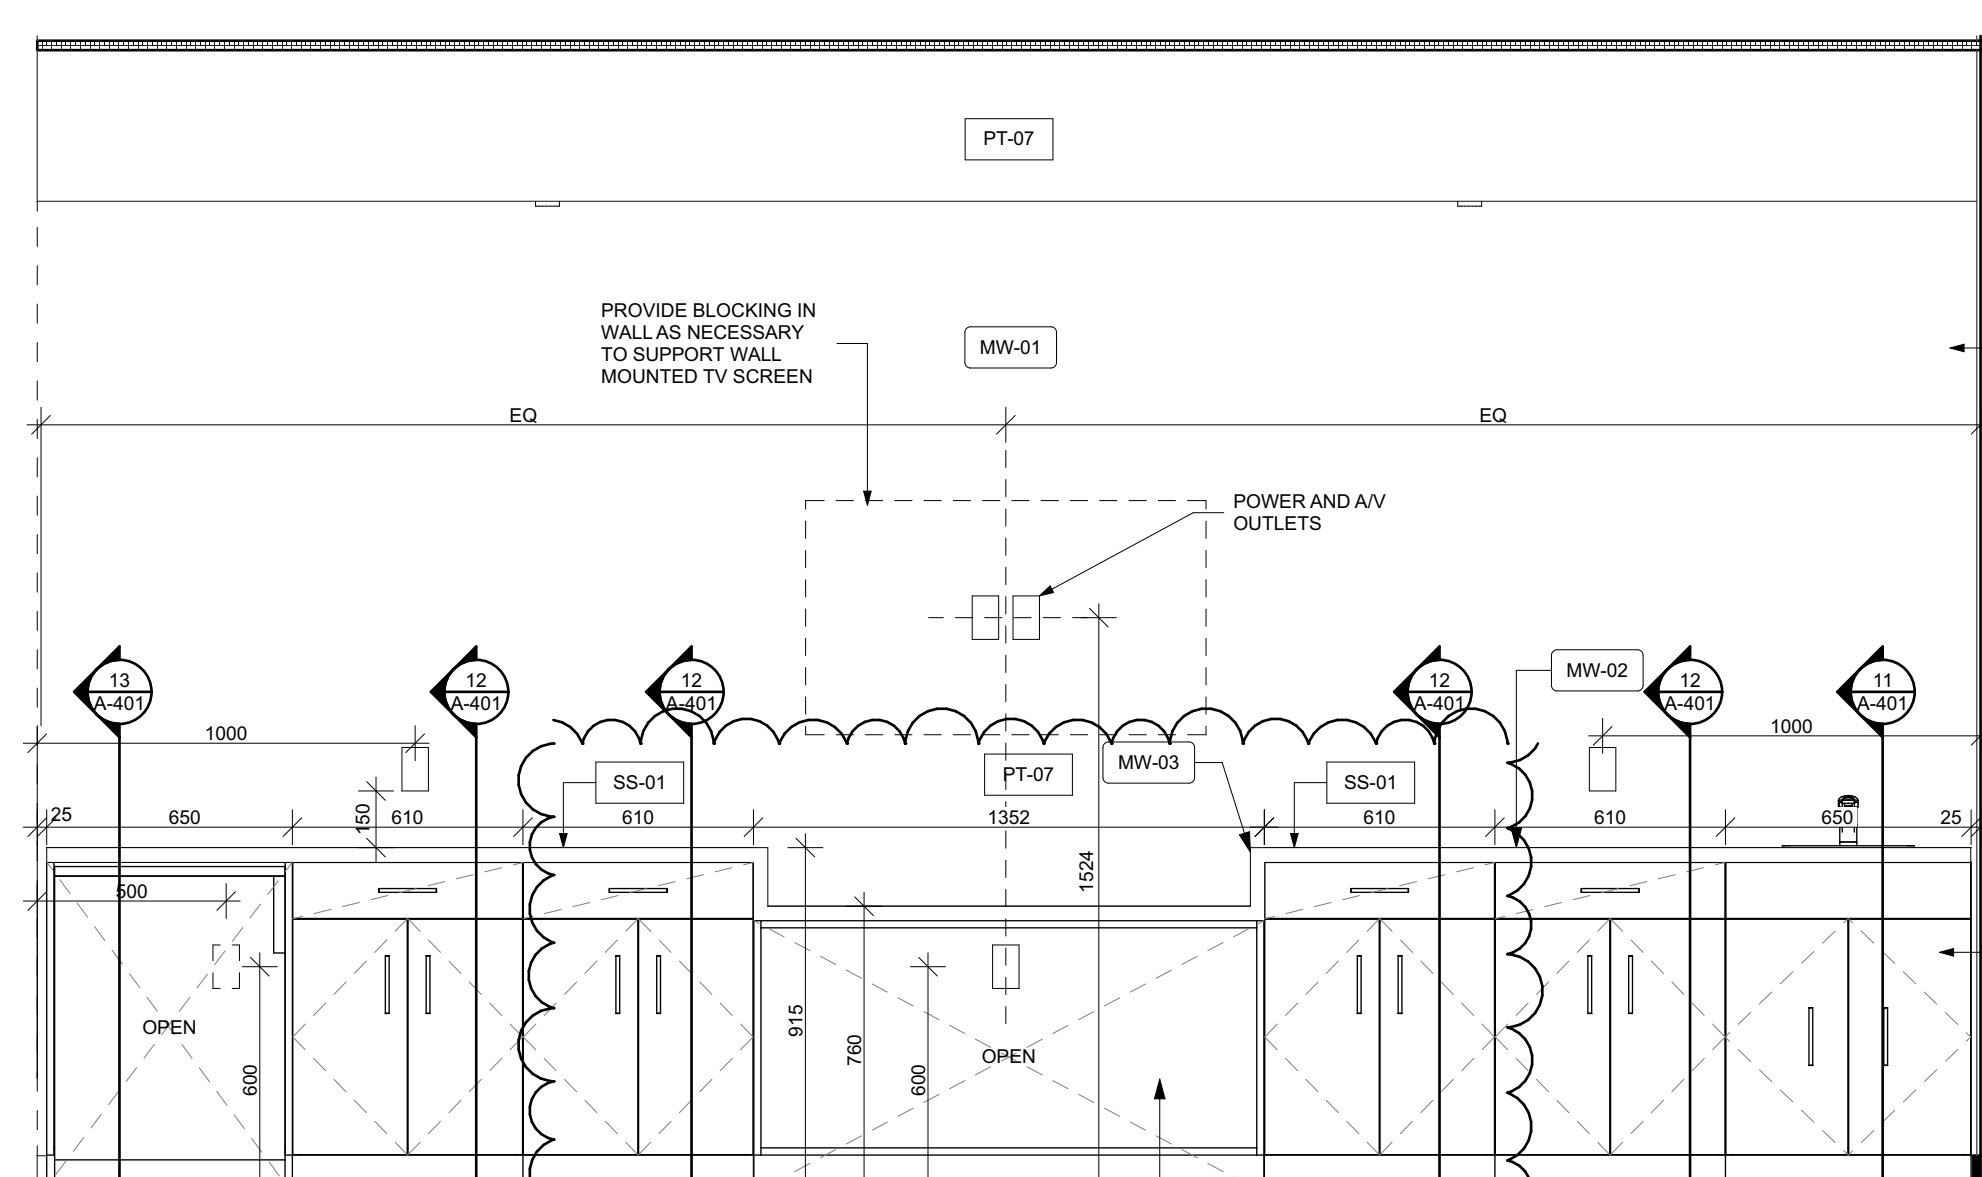 PT-07
PROVIDE BLOCKING IN
WALL AS NECESSARY
TO SUPPORT WALL
MOUNTED TV SCREEN
MW-01
EQ
EQ
POWER AND A/V
OUTLETS
13
A-401
12
A-401
12
A-401
12
A-401
MW-02
12
A-401
11
A-401
1000
1000
SS-01
PT-07
MW-03
SS-01
25
650
150
610
610
1352
610
610
650
25
1524
500
OPEN
600
915
760
600
OPEN